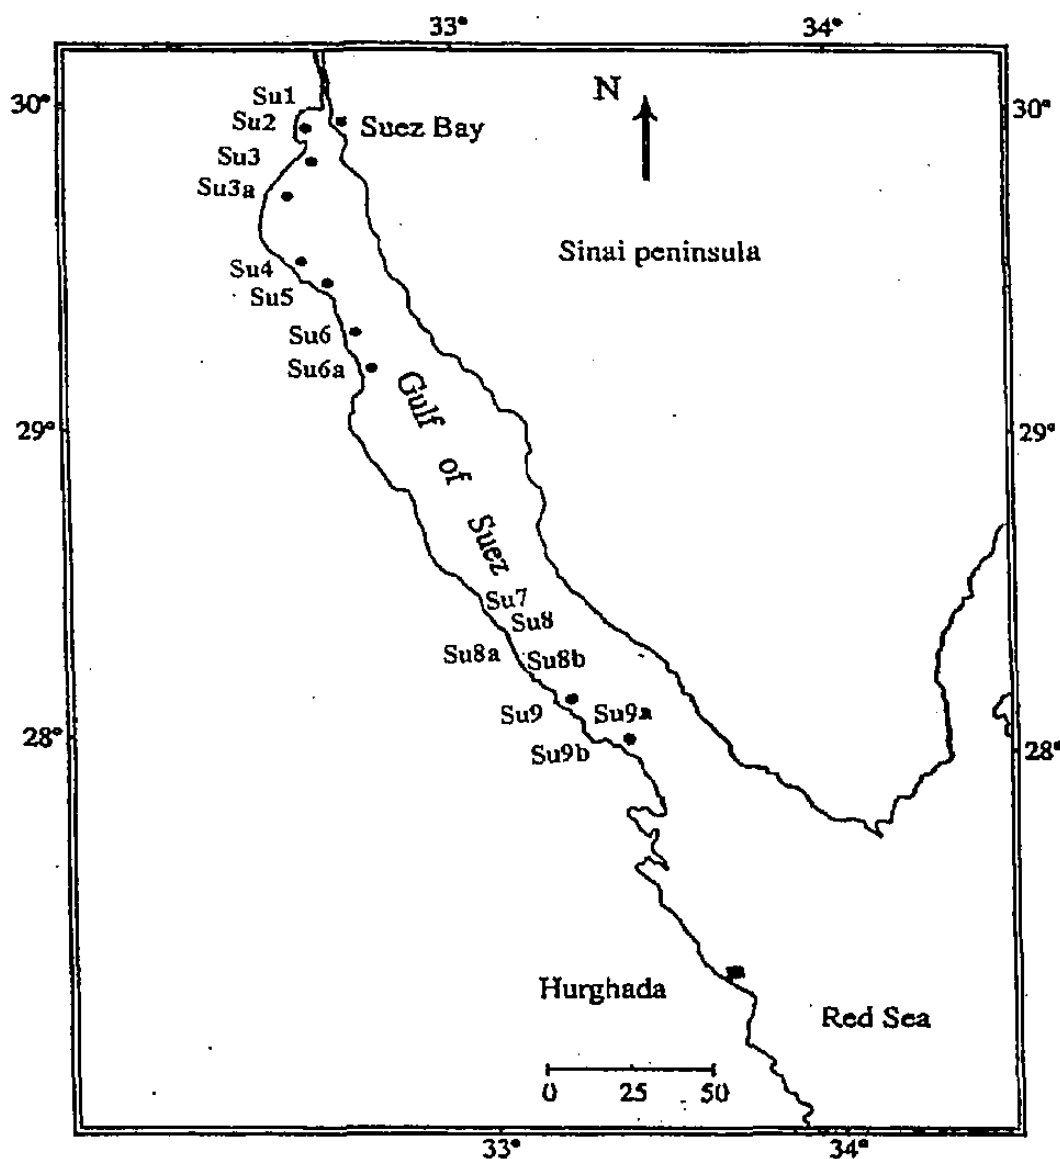 33° 34°
30° Su1 N 30°
Su2 Suez Bay
Su3
Su3a
Sinai peninsula
Su4
Su5
Su6
Su6a
Gulf of Suez
29° 29°
Su7
Su8
Su8a Su8b
Su9 Su9a
28° Su9b 28°
Hurghada
Red Sea
0 25 50
33° 34°